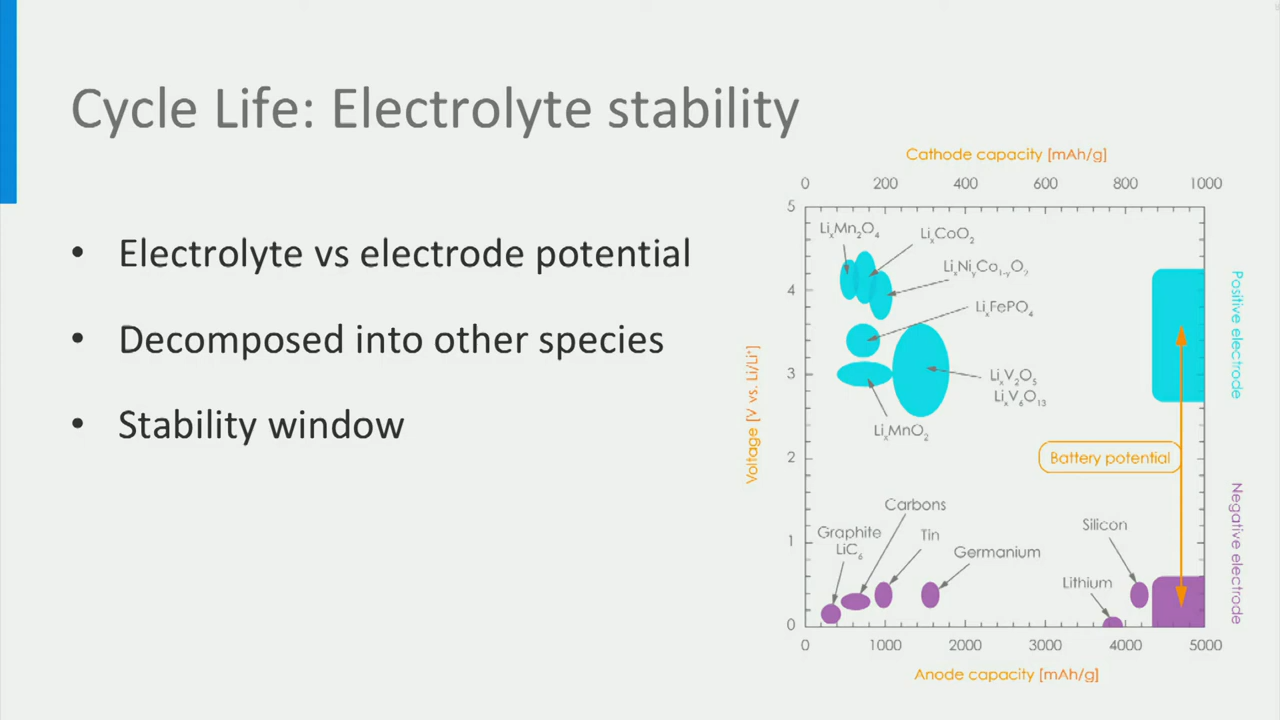 Cycle Life: Electrolyte stability
• Electrolyte vs electrode potential
• Decomposed into other species
• Stability window
Cathode capacity [mAh/g]
0 200 400 600 800 1000
5
4
3
2
1
0
Voltage [V vs. Li/Li⁺]
LiₓMn₂O₄
LiₓCoO₂
LiₓNiᵧCo₁₋ᵧO₂
LiₓFePO₄
LiₓV₂O₅
LiₓV₆O₁₃
LiₓMnO₂
Battery potential
Carbons
Graphite
LiC₆
Tin
Germanium
Silicon
Lithium
Positive electrode
Negative electrode
0 1000 2000 3000 4000 5000
Anode capacity [mAh/g]